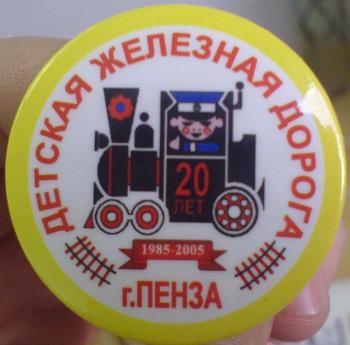 ДЕТСКАЯ ЖЕЛЕЗНАЯ ДОРОГА
20
ЛЕТ
1985-2005
г.ПЕНЗА